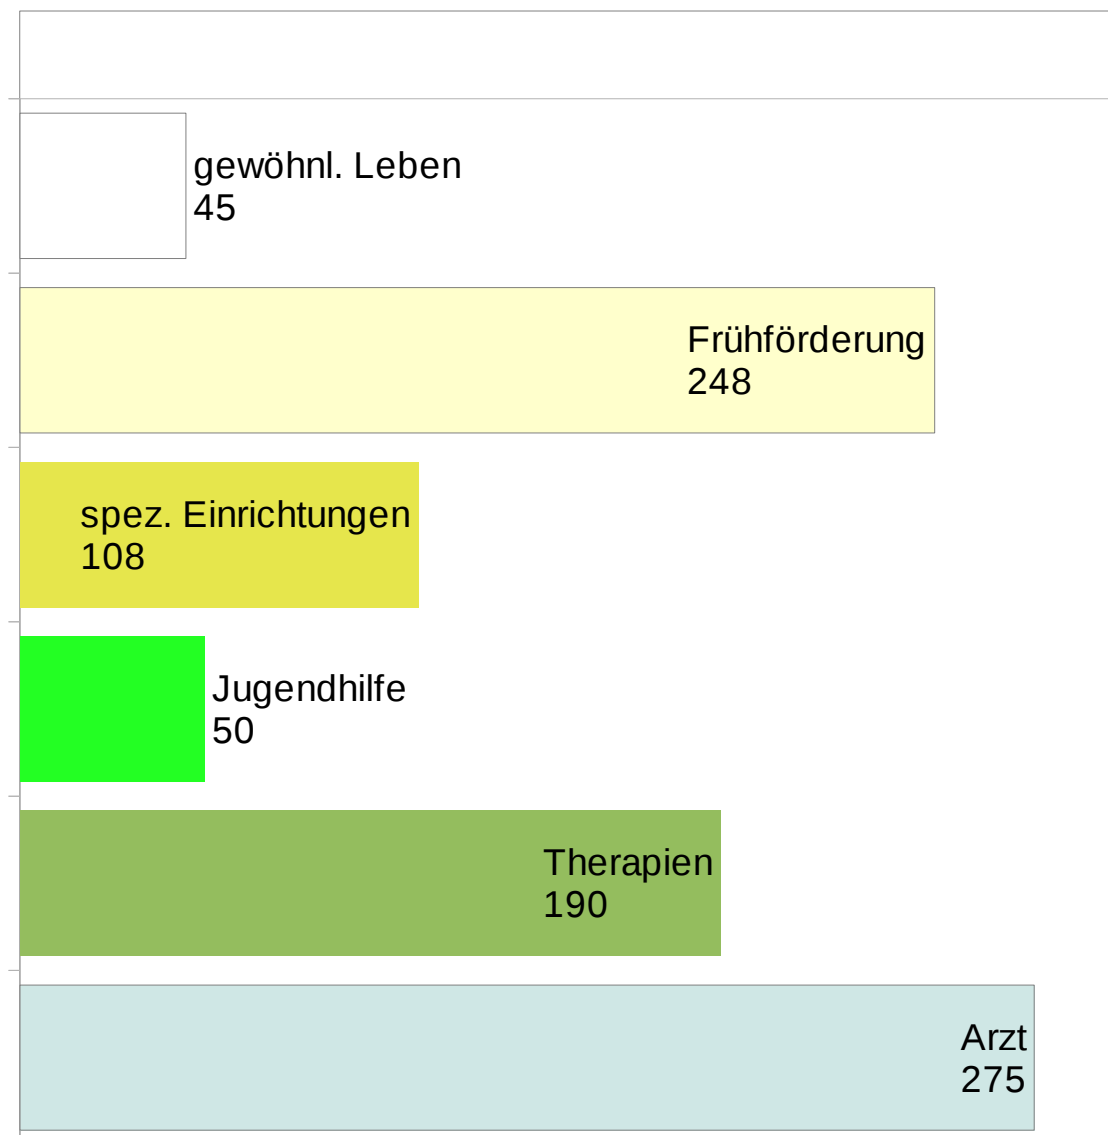 gewöhnl. Leben
45
Frühförderung
248
spez. Einrichtungen
108
Jugendhilfe
50
Therapien
190
Arzt
275